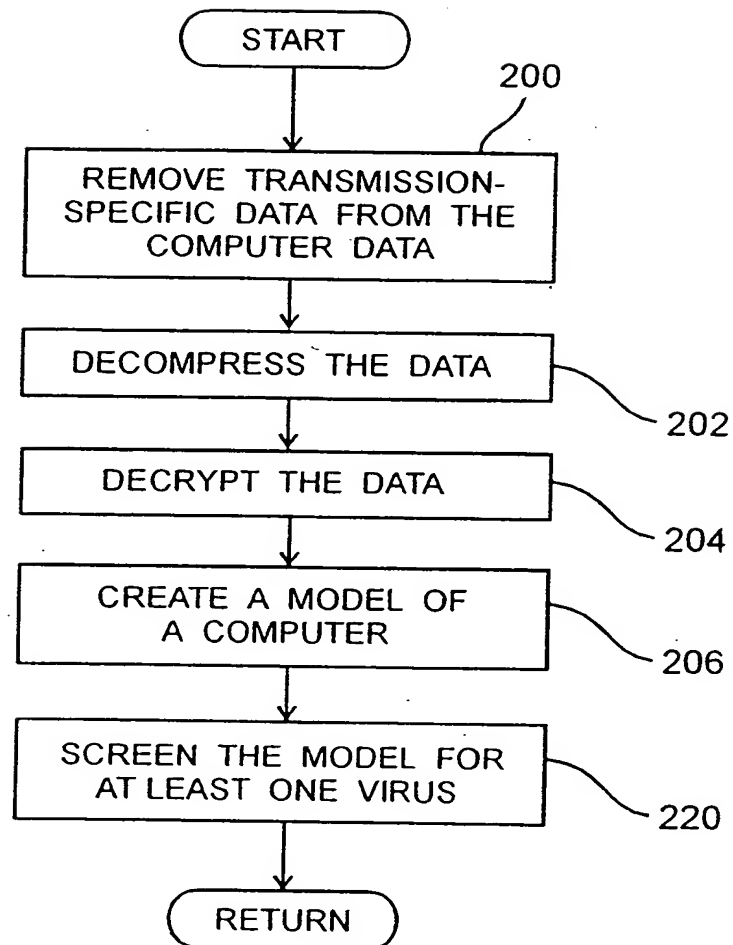 START
200
REMOVE TRANSMISSION-
SPECIFIC DATA FROM THE
COMPUTER DATA
DECOMPRESS THE DATA
202
DECRYPT THE DATA
204
CREATE A MODEL OF
A COMPUTER
206
SCREEN THE MODEL FOR
AT LEAST ONE VIRUS
220
RETURN